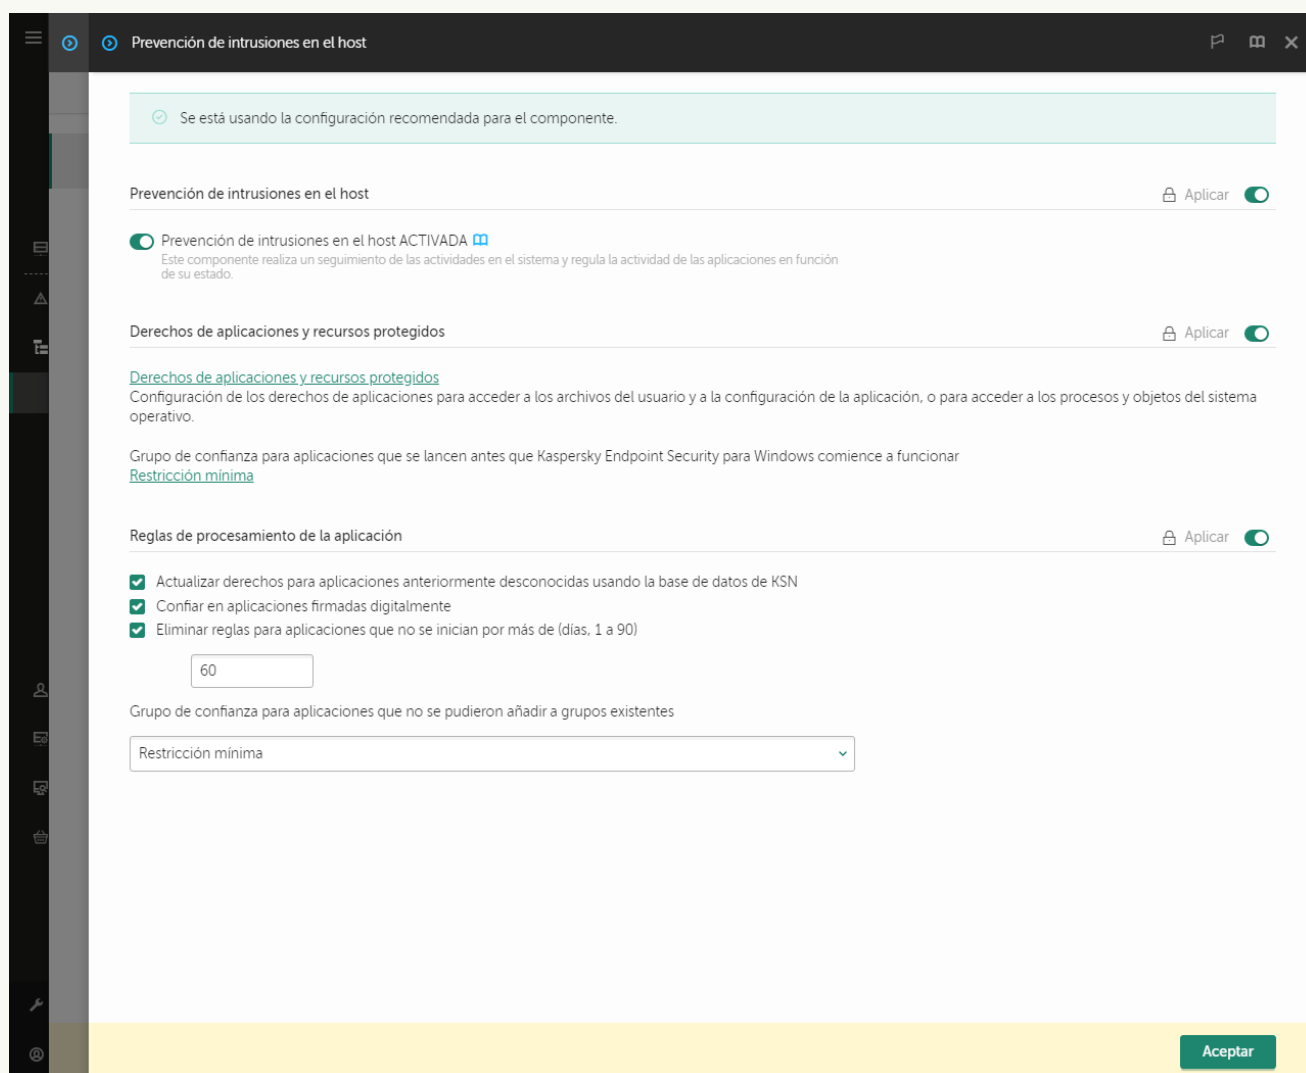 Prevención de intrusiones en el host
Se está usando la configuración recomendada para el componente.
Prevención de intrusiones en el host
Aplicar
Prevención de intrusiones en el host ACTIVADA
Este componente realiza un seguimiento de las actividades en el sistema y regula la actividad de las aplicaciones en función
de su estado.
Derechos de aplicaciones y recursos protegidos
Aplicar
Derechos de aplicaciones y recursos protegidos
Configuración de los derechos de aplicaciones para acceder a los archivos del usuario y a la configuración de la aplicación, o para acceder a los procesos y objetos del sistema
operativo.
Grupo de confianza para aplicaciones que se lancen antes que Kaspersky Endpoint Security para Windows comience a funcionar
Restricción mínima
Reglas de procesamiento de la aplicación
Aplicar
Actualizar derechos para aplicaciones anteriormente desconocidas usando la base de datos de KSN
Confiar en aplicaciones firmadas digitalmente
Eliminar reglas para aplicaciones que no se inician por más de (días, 1 a 90)
60
Grupo de confianza para aplicaciones que no se pudieron añadir a grupos existentes
Restricción mínima
Aceptar